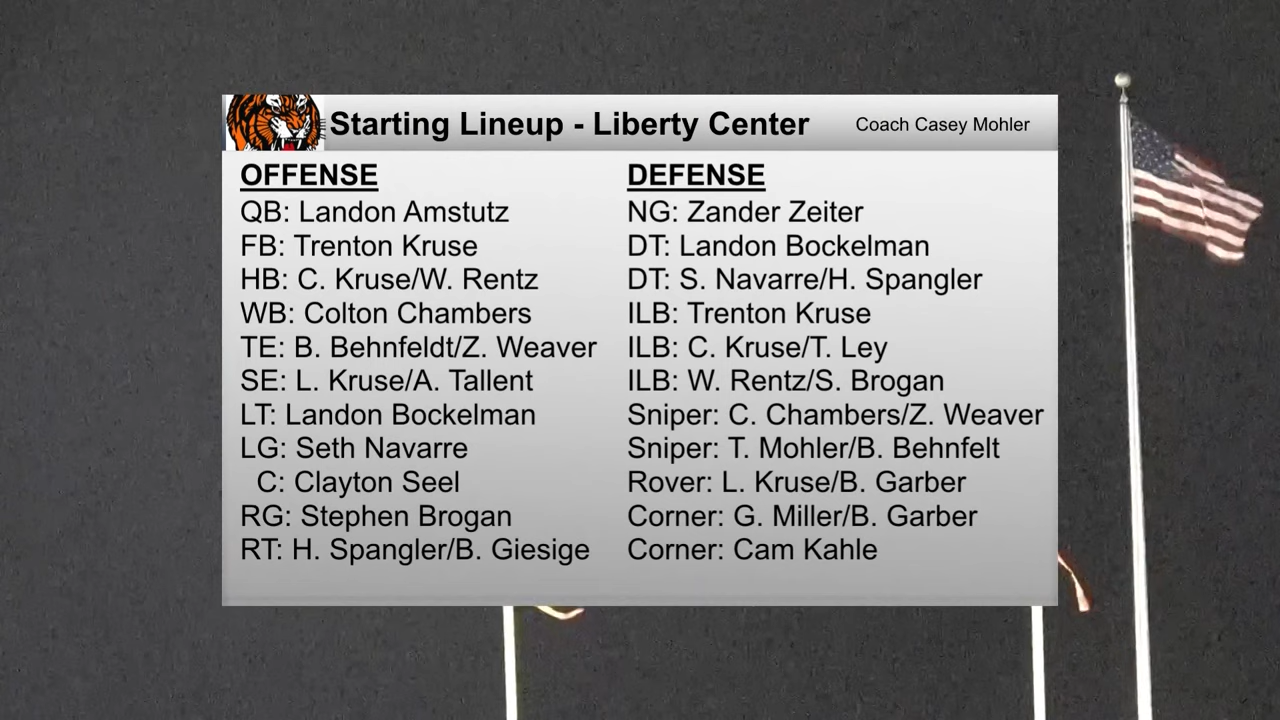 Starting Lineup - Liberty Center
Coach Casey Mohler
OFFENSE
QB: Landon Amstutz
FB: Trenton Kruse
HB: C. Kruse/W. Rentz
WB: Colton Chambers
TE: B. Behnfeldt/Z. Weaver
SE: L. Kruse/A. Tallent
LT: Landon Bockelman
LG: Seth Navarre
C: Clayton Seel
RG: Stephen Brogan
RT: H. Spangler/B. Giesige
DEFENSE
NG: Zander Zeiter
DT: Landon Bockelman
DT: S. Navarre/H. Spangler
ILB: Trenton Kruse
ILB: C. Kruse/T. Ley
ILB: W. Rentz/S. Brogan
Sniper: C. Chambers/Z. Weaver
Sniper: T. Mohler/B. Behnfelt
Rover: L. Kruse/B. Garber
Corner: G. Miller/B. Garber
Corner: Cam Kahle